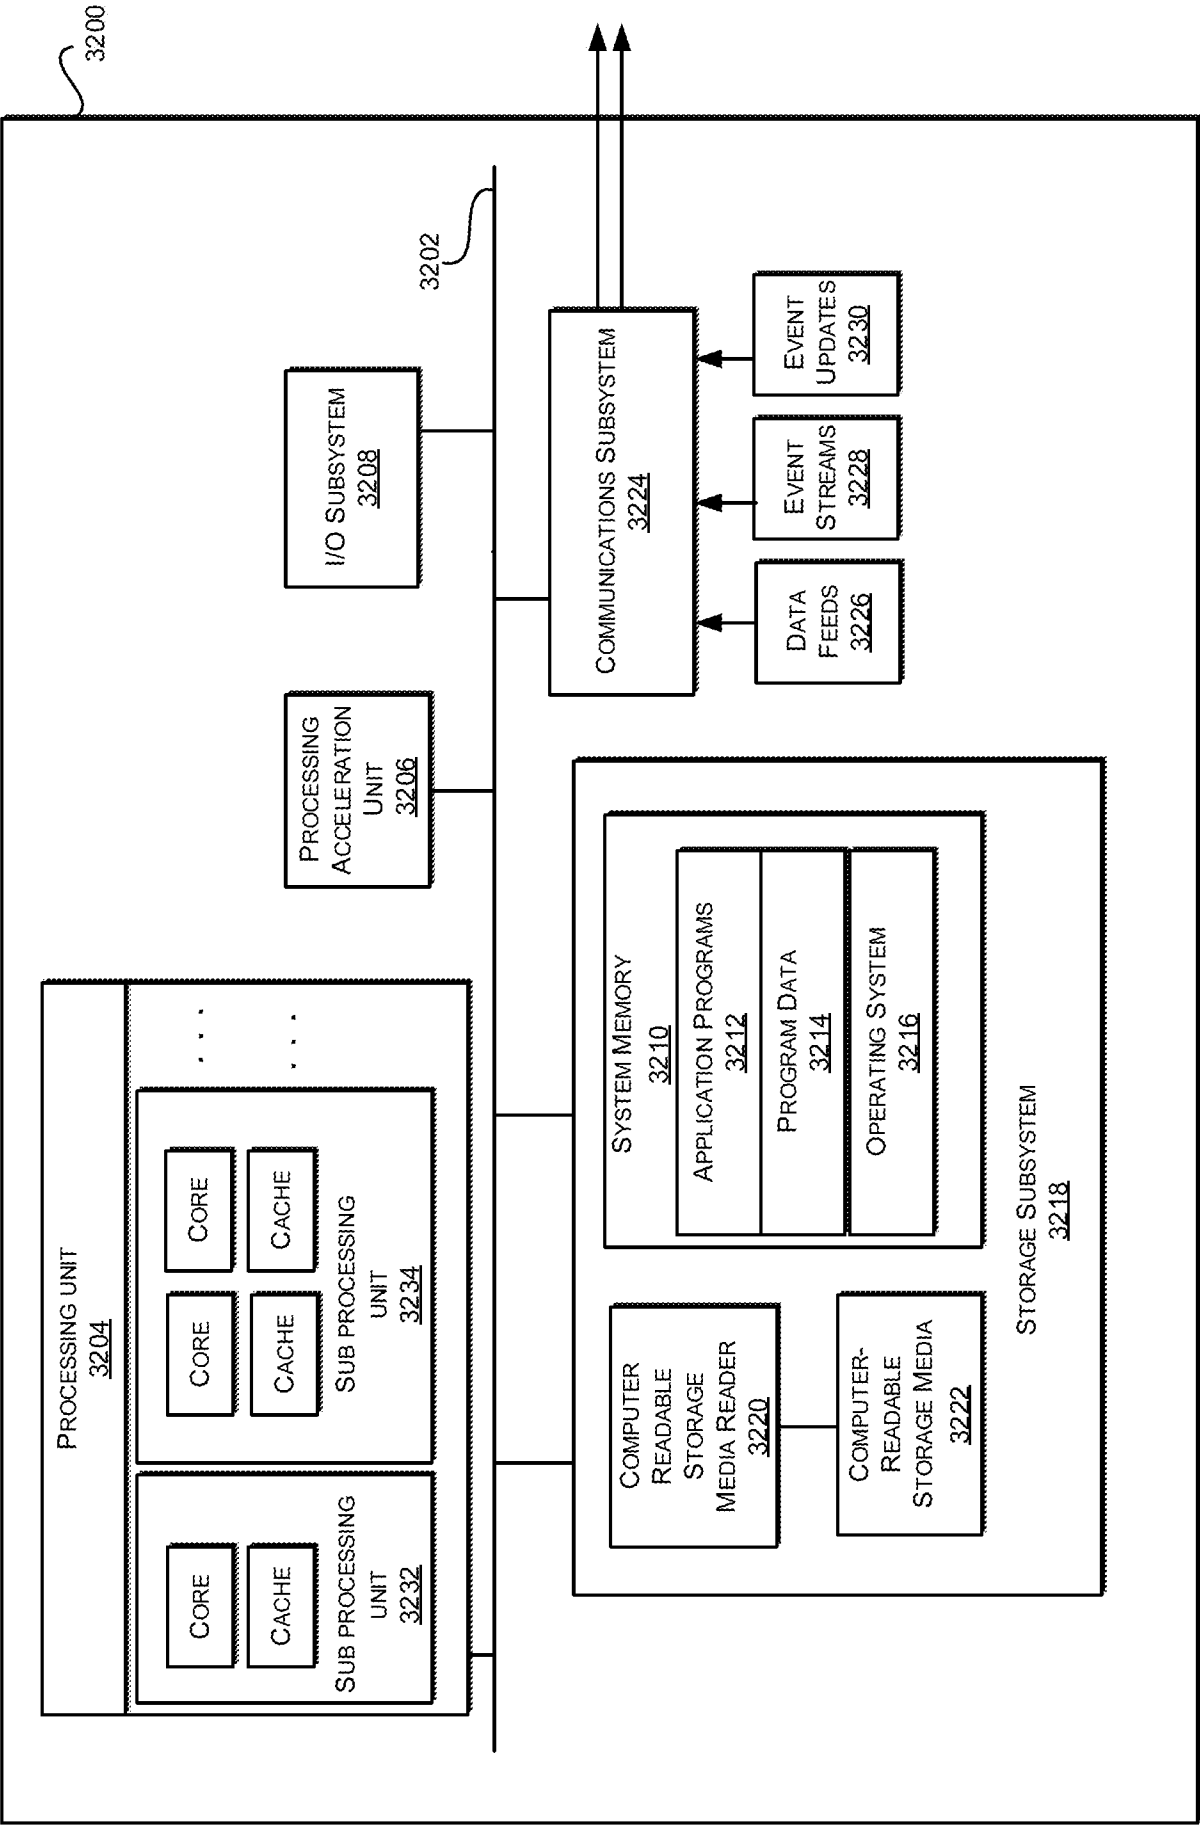 3200
PROCESSING UNIT
3204
CORE
CACHE
SUB PROCESSING
UNIT
3232
CORE
CORE
CACHE
CACHE
SUB PROCESSING
UNIT
3234
. . .
. . .
PROCESSING
ACCELERATION
UNIT
3206
I/O SUBSYSTEM
3208
3202
COMPUTER
READABLE
STORAGE
MEDIA READER
3220
COMPUTER-
READABLE
STORAGE MEDIA
3222
SYSTEM MEMORY
3210
APPLICATION PROGRAMS
3212
PROGRAM DATA
3214
OPERATING SYSTEM
3216
STORAGE SUBSYSTEM
3218
COMMUNICATIONS SUBSYSTEM
3224
DATA
FEEDS
3226
EVENT
STREAMS
3228
EVENT
UPDATES
3230